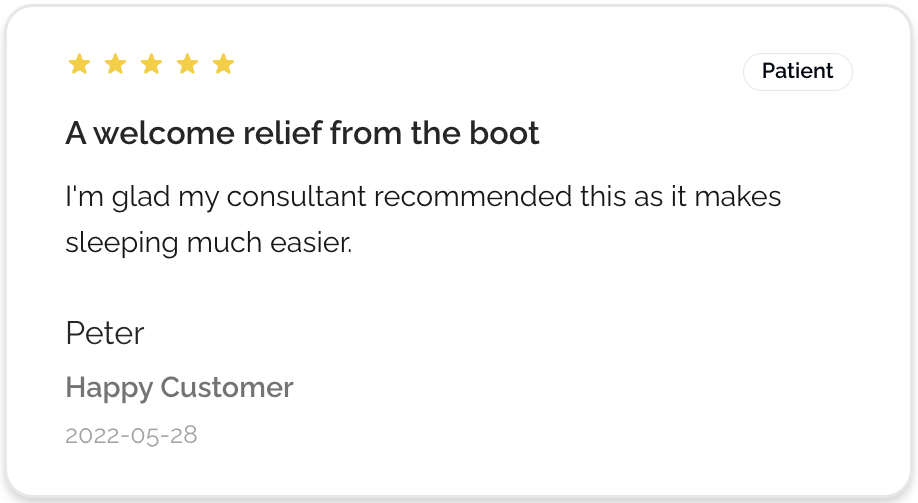 Patient
A welcome relief from the boot
I'm glad my consultant recommended this as it makes
sleeping much easier.
Peter
Happy Customer
2022-05-28